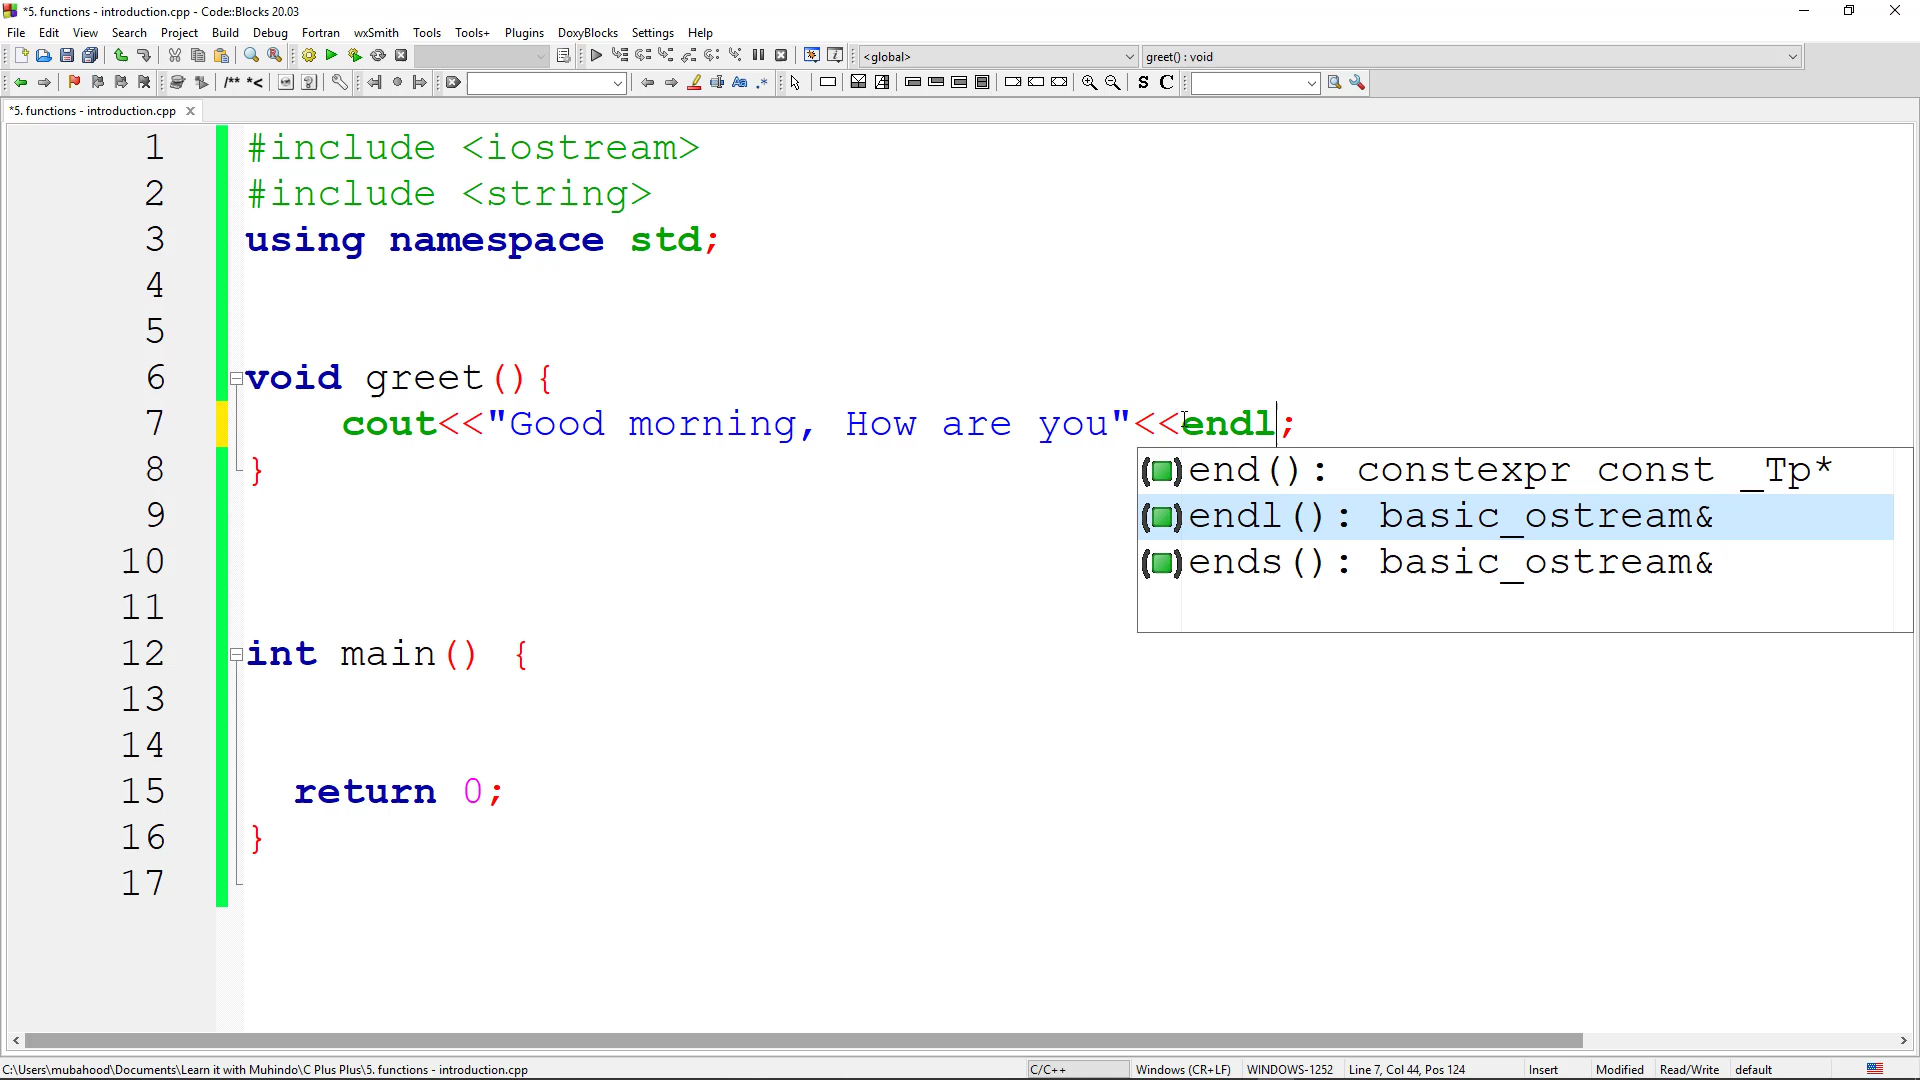 *5. functions - introduction.cpp - Code::Blocks 20.03
File Edit View Search Project Build Debug Fortran wxSmith Tools Tools+ Plugins DoxyBlocks Settings Help
<global> greet() : void
/** *< Aa .* S C
*5. functions - introduction.cpp
1 #include <iostream>
2 #include <string>
3 using namespace std;
4
5
6 void greet(){
7 cout<<"Good morning, How are you"<<endl;
8 }
end(): constexpr const _Tp*
9
endl(): basic_ostream&
10
ends(): basic_ostream&
11
12 int main() {
13
14
15 return 0;
16 }
17
C:\Users\mubahood\Documents\Learn it with Muhindo\C Plus Plus\5. functions - introduction.cpp C/C++ Windows (CR+LF) WINDOWS-1252 Line 7, Col 44, Pos 124 Insert Modified Read/Write default